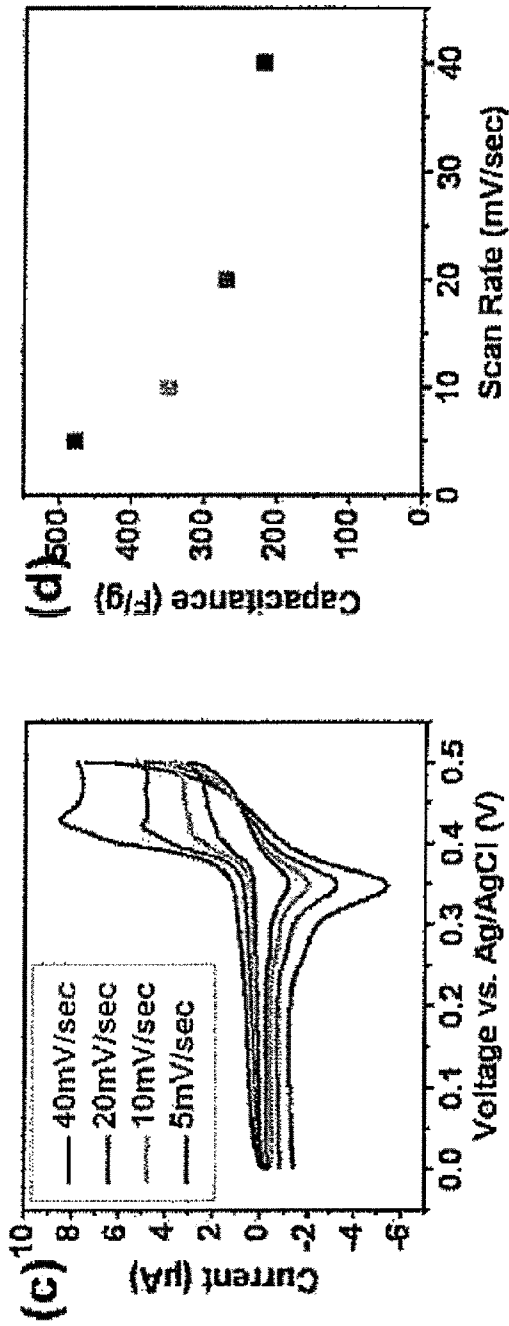 (c)
10
8
6
4
2
0
-2
-4
-6
Current (µA)
40mV/sec
20mV/sec
10mV/sec
5mV/sec
0.0 0.1 0.2 0.3 0.4 0.5
Voltage vs. Ag/AgCl (V)
(d)
500
400
300
200
100
0
Capacitance (F/g)
0 10 20 30 40
Scan Rate (mV/sec)